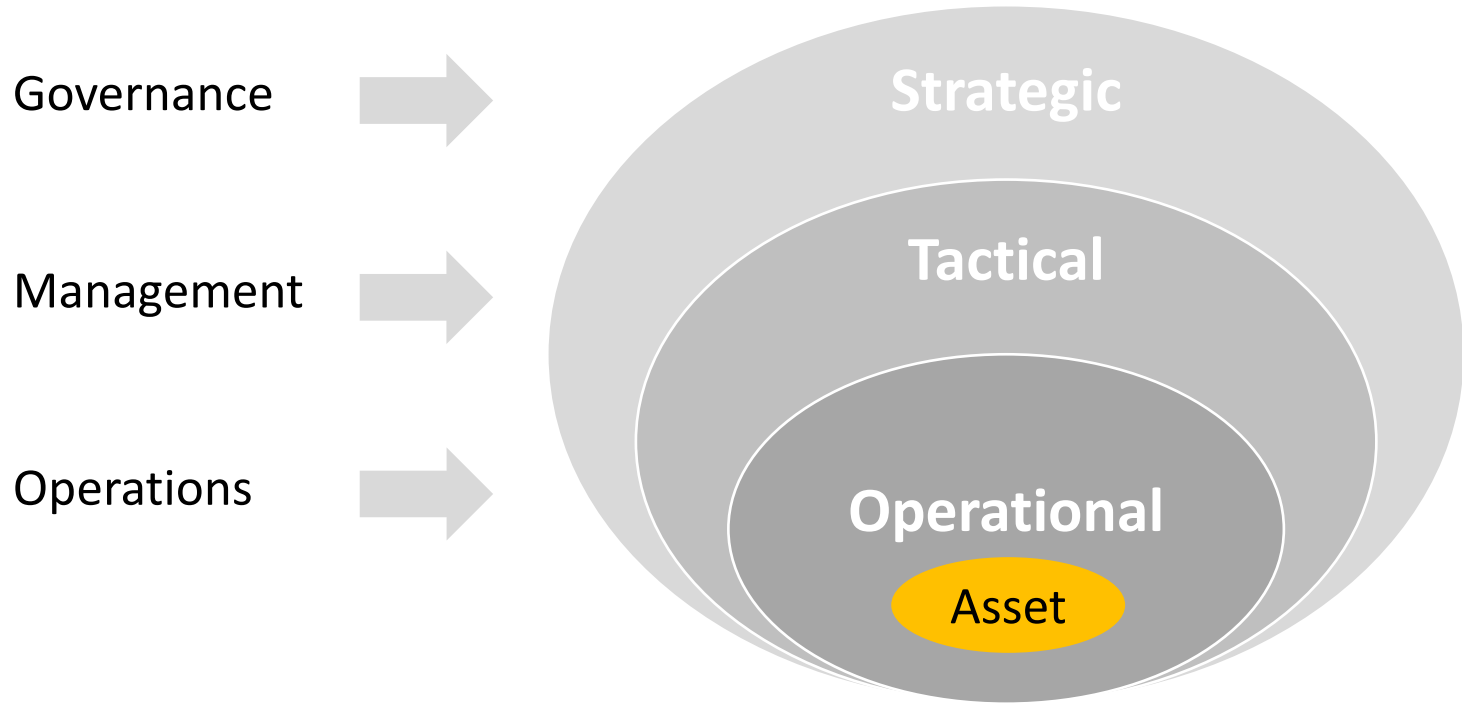 Governance
Strategic
Management
Tactical
Operations
Operational
Asset